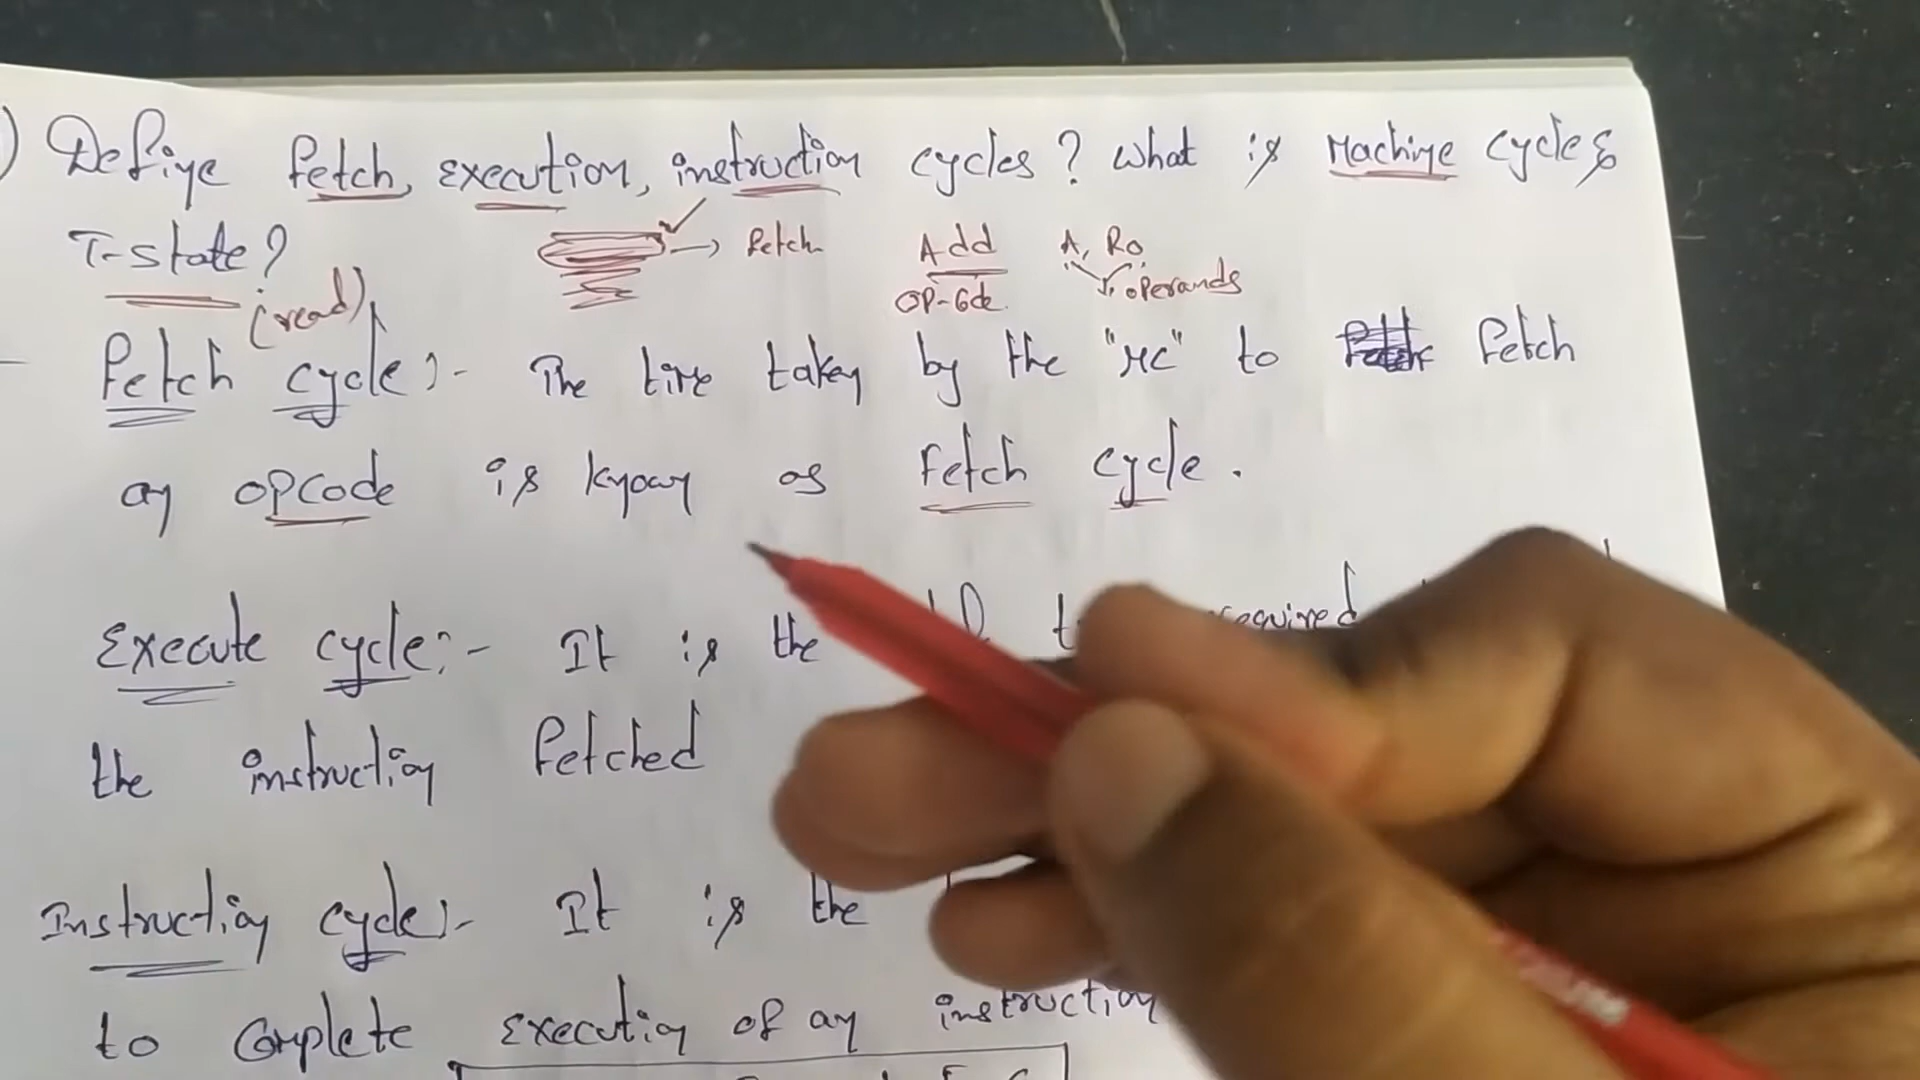 ) Define fetch, execution, instruction cycles? what is Machine cycle &
T-state?
→ fetch
Add A, R0
OP-Code operands
(read)
Fetch cycle:- The time taken by the "MC" to fetch
an opcode is known as Fetch cycle.
Execute cycle:- It is the required
the instruction fetched
Instruction cycle:- It is the
to complete execution of an instruction